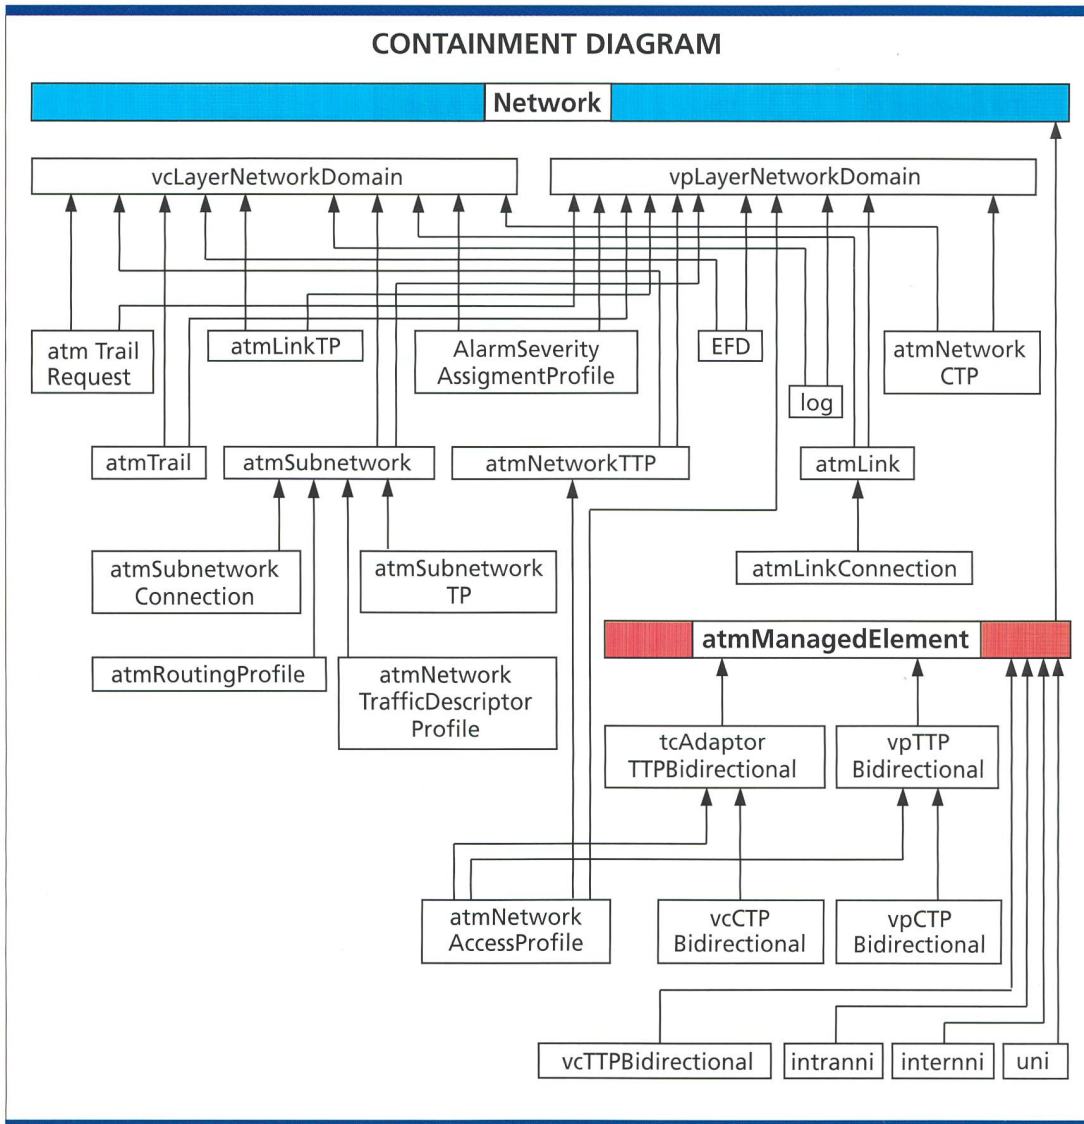 CONTAINMENT DIAGRAM
Network
vcLayerNetworkDomain
vpLayerNetworkDomain
atm Trail
Request
atmLinkTP
AlarmSeverity
AssigmentProfile
EFD
log
atmNetwork
CTP
atmTrail
atmSubnetwork
atmNetworkTTP
atmLink
atmSubnetwork
Connection
atmSubnetwork
TP
atmLinkConnection
atmManagedElement
atmRoutingProfile
atmNetwork
TrafficDescriptor
Profile
tcAdaptor
TTPBidirectional
vpTTP
Bidirectional
atmNetwork
AccessProfile
vcCTP
Bidirectional
vpCTP
Bidirectional
vcTTPBidirectional
intranni
internni
uni